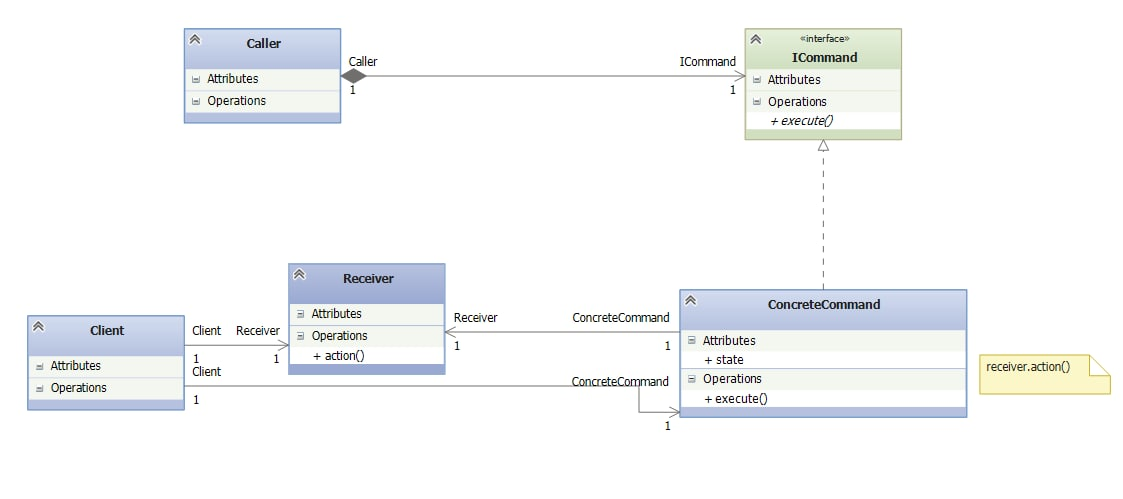 Caller
Attributes
Operations
Caller
1
ICommand
1
«interface»
ICommand
Attributes
Operations
+ execute()
Receiver
Attributes
Operations
+ action()
Client
Attributes
Operations
Client
1
Receiver
1
Client
1
Receiver
1
ConcreteCommand
1
ConcreteCommand
1
ConcreteCommand
Attributes
+ state
Operations
+ execute()
receiver.action()